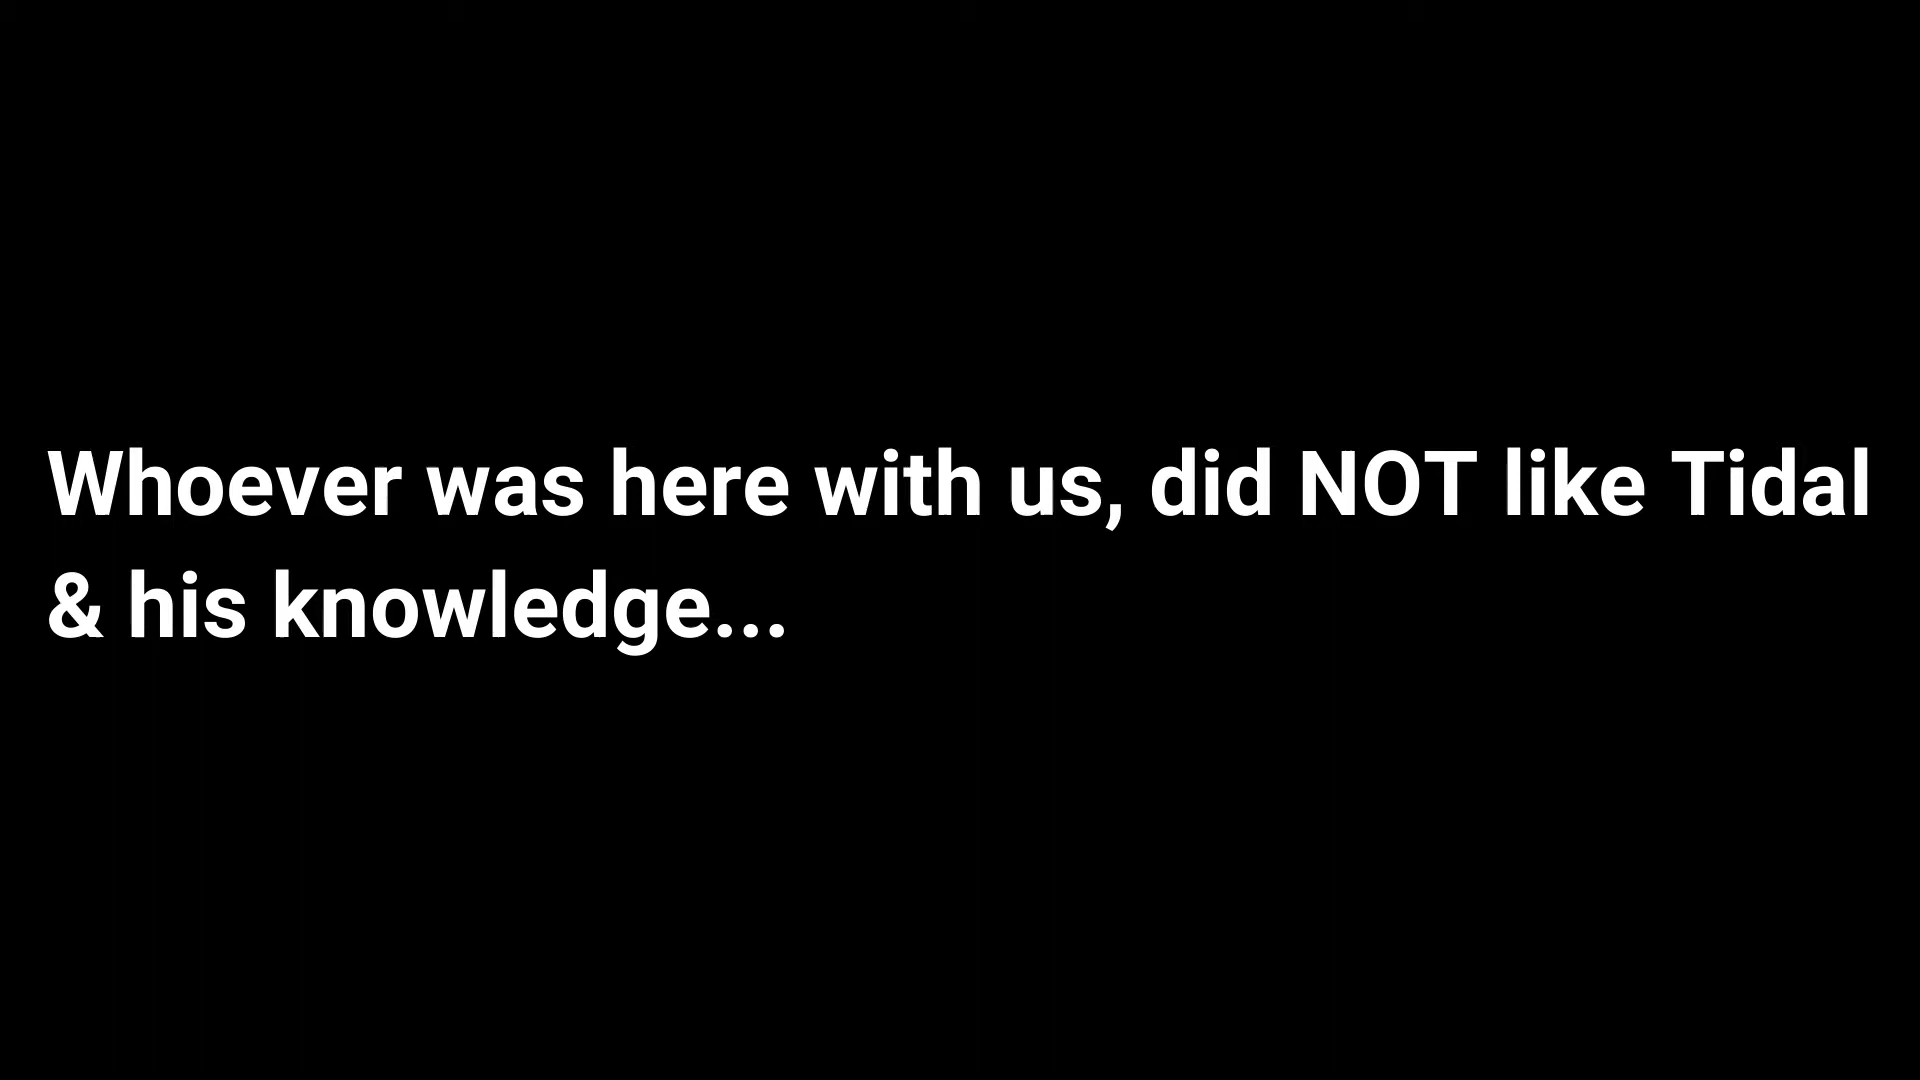 Whoever was here with us, did NOT like Tidal
& his knowledge...